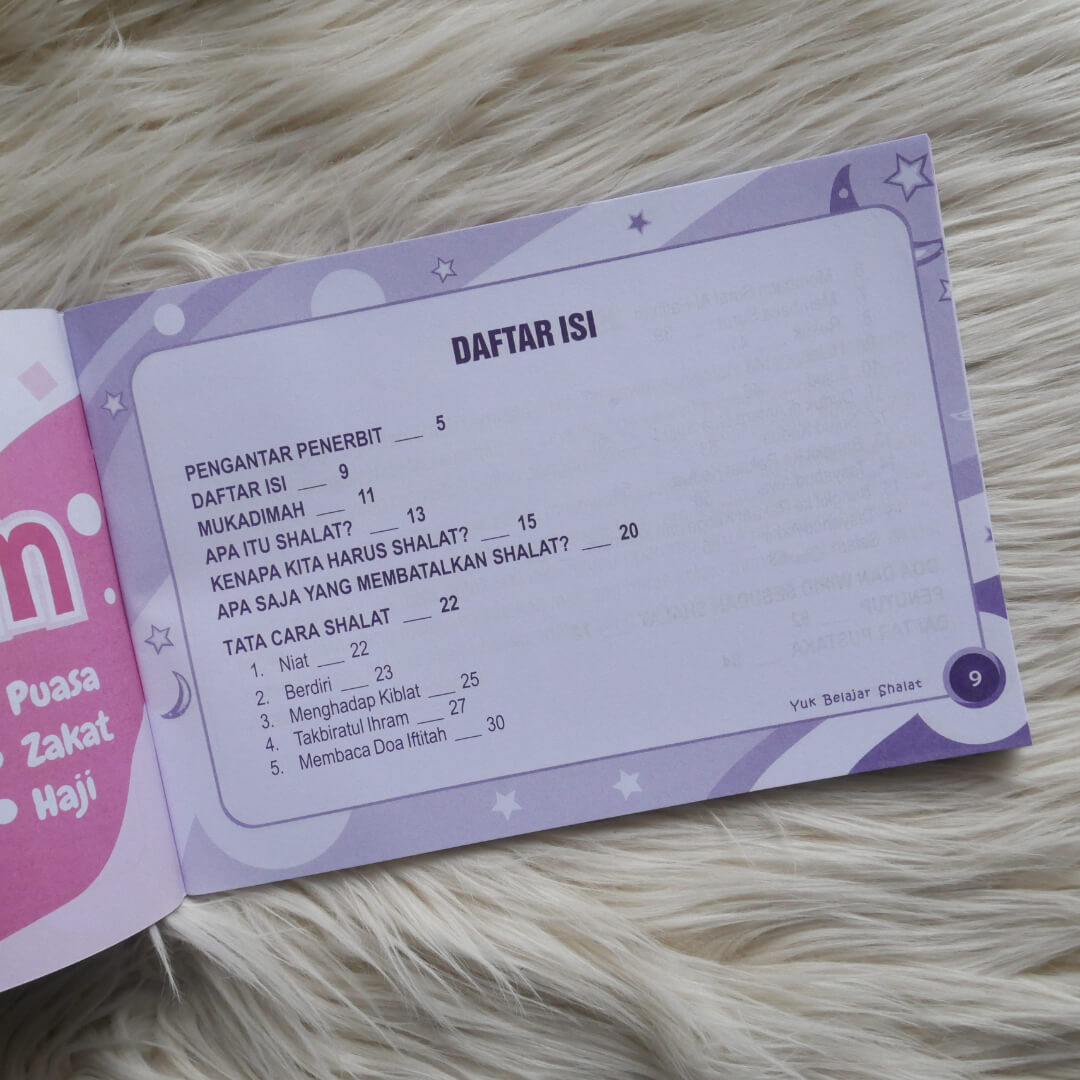 n
Puasa
Zakat
Haji
DAFTAR ISI
PENGANTAR PENERBIT ___ 5
DAFTAR ISI ___ 9
MUKADIMAH ___ 11
APA ITU SHALAT? ___ 13
KENAPA KITA HARUS SHALAT? ___ 15
APA SAJA YANG MEMBATALKAN SHALAT? ___ 20
TATA CARA SHALAT ___ 22
1. Niat ___ 22
2. Berdiri ___ 23
3. Menghadap Kiblat ___ 25
4. Takbiratul Ihram ___ 27
5. Membaca Doa Iftitah ___ 30
Yuk Belajar Shalat
9